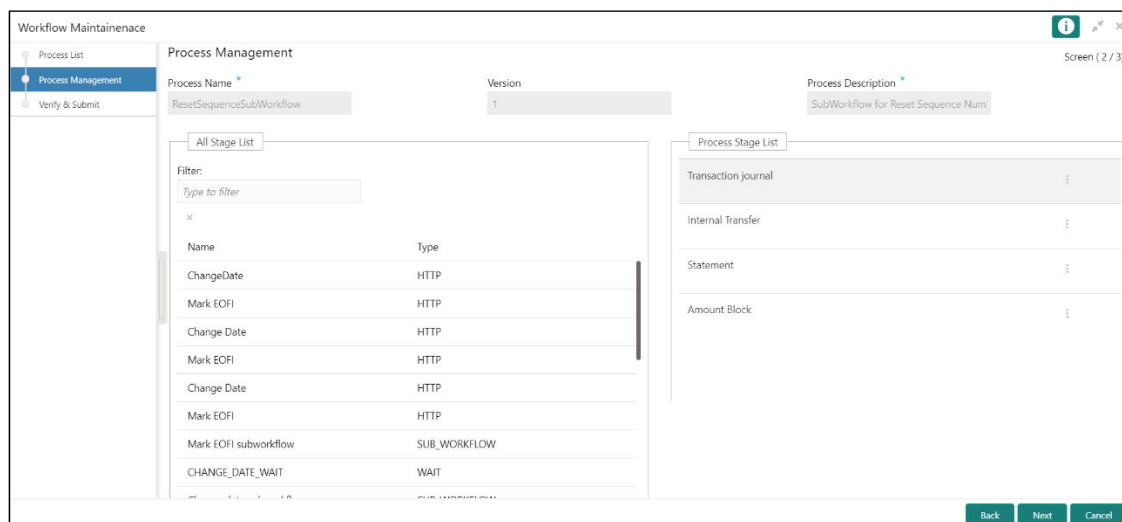 Workflow Maintainenace
Process List
Process Management
Verify & Submit
Process Management
Screen ( 2 / 3)
Process Name *
Version
Process Description *
ResetSequenceSubWorkflow
1
SubWorkflow for Reset Sequence Num
All Stage List
Filter:
Type to filter
Name Type
ChangeDate HTTP
Mark EOFI HTTP
Change Date HTTP
Mark EOFI HTTP
Change Date HTTP
Mark EOFI HTTP
Mark EOFI subworkflow SUB_WORKFLOW
CHANGE_DATE_WAIT WAIT
Process Stage List
Transaction journal
Internal Transfer
Statement
Amount Block
Back Next Cancel